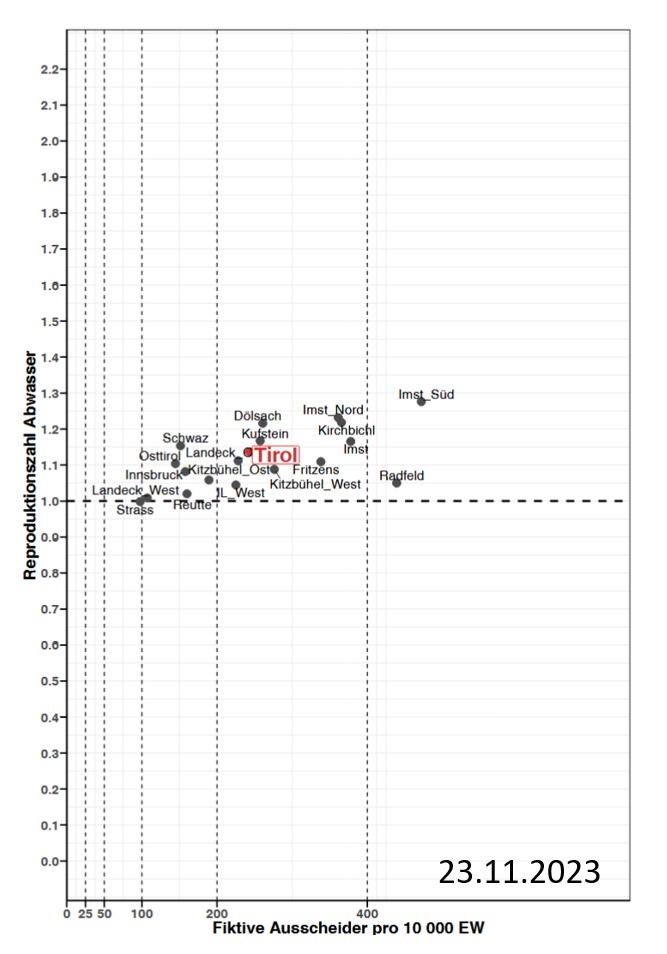 Reproduktionszahl Abwasser
2.2
2.1
2.0
1.9
1.8
1.7
1.6
1.5
1.4
1.3
1.2
1.1
1.0
0.9
0.8
0.7
0.6
0.5
0.4
0.3
0.2
0.1
0.0
Imst_Süd
Imst_Nord
Dölsach
Kirchbichl
Kufstein
Schwaz
Imst
Landeck
Tirol
Osttirol
Kitzbühel_Ost
Fritzens
Innsbruck
Radfeld
Kitzbühel_West
Landeck_West
IL_West
Reutte
Strass
23.11.2023
0 25 50 100 200 400
Fiktive Ausscheider pro 10 000 EW